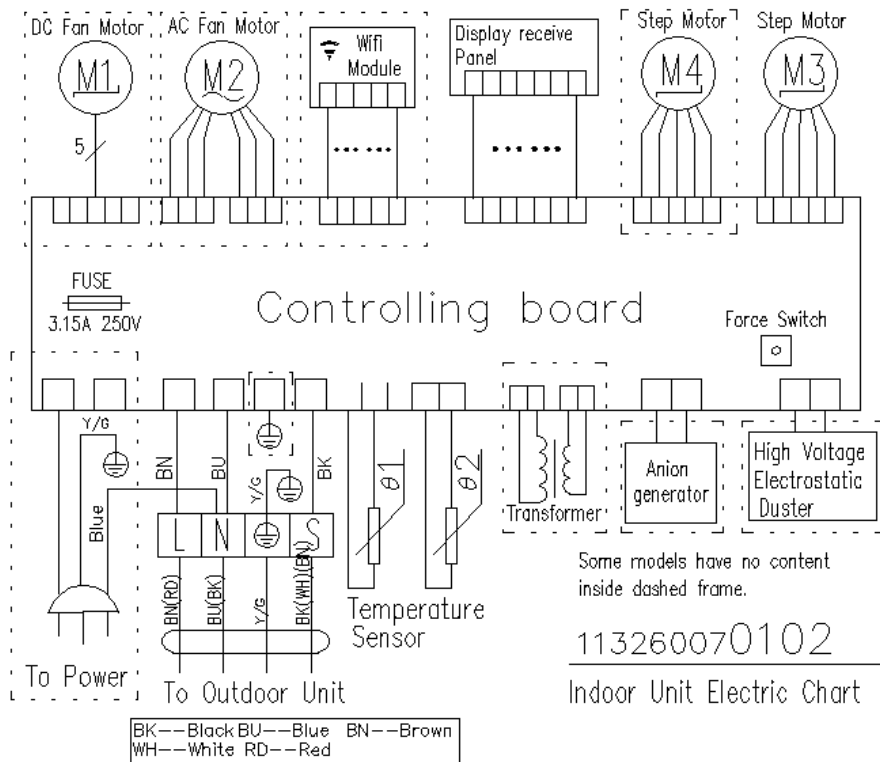 DC Fan Motor
AC Fan Motor
Wifi
Module
Display receive
Panel
Step Motor
Step Motor
M1
M2
M4
M3
5
FUSE
3.15A 250V
Controlling board
Force Switch
Y/G
Blue
BN
BU
Y/G
BK
θ1
θ2
L
N
S
Transformer
Anion
generator
High Voltage
Electrostatic
Duster
BN(RD)
BU(BK)
Y/G
BK(WH)(BN)
Temperature
Sensor
Some models have no content
inside dashed frame.
To Power
To Outdoor Unit
113260070102
Indoor Unit Electric Chart
BK--Black BU--Blue BN--Brown
WH--White RD--Red